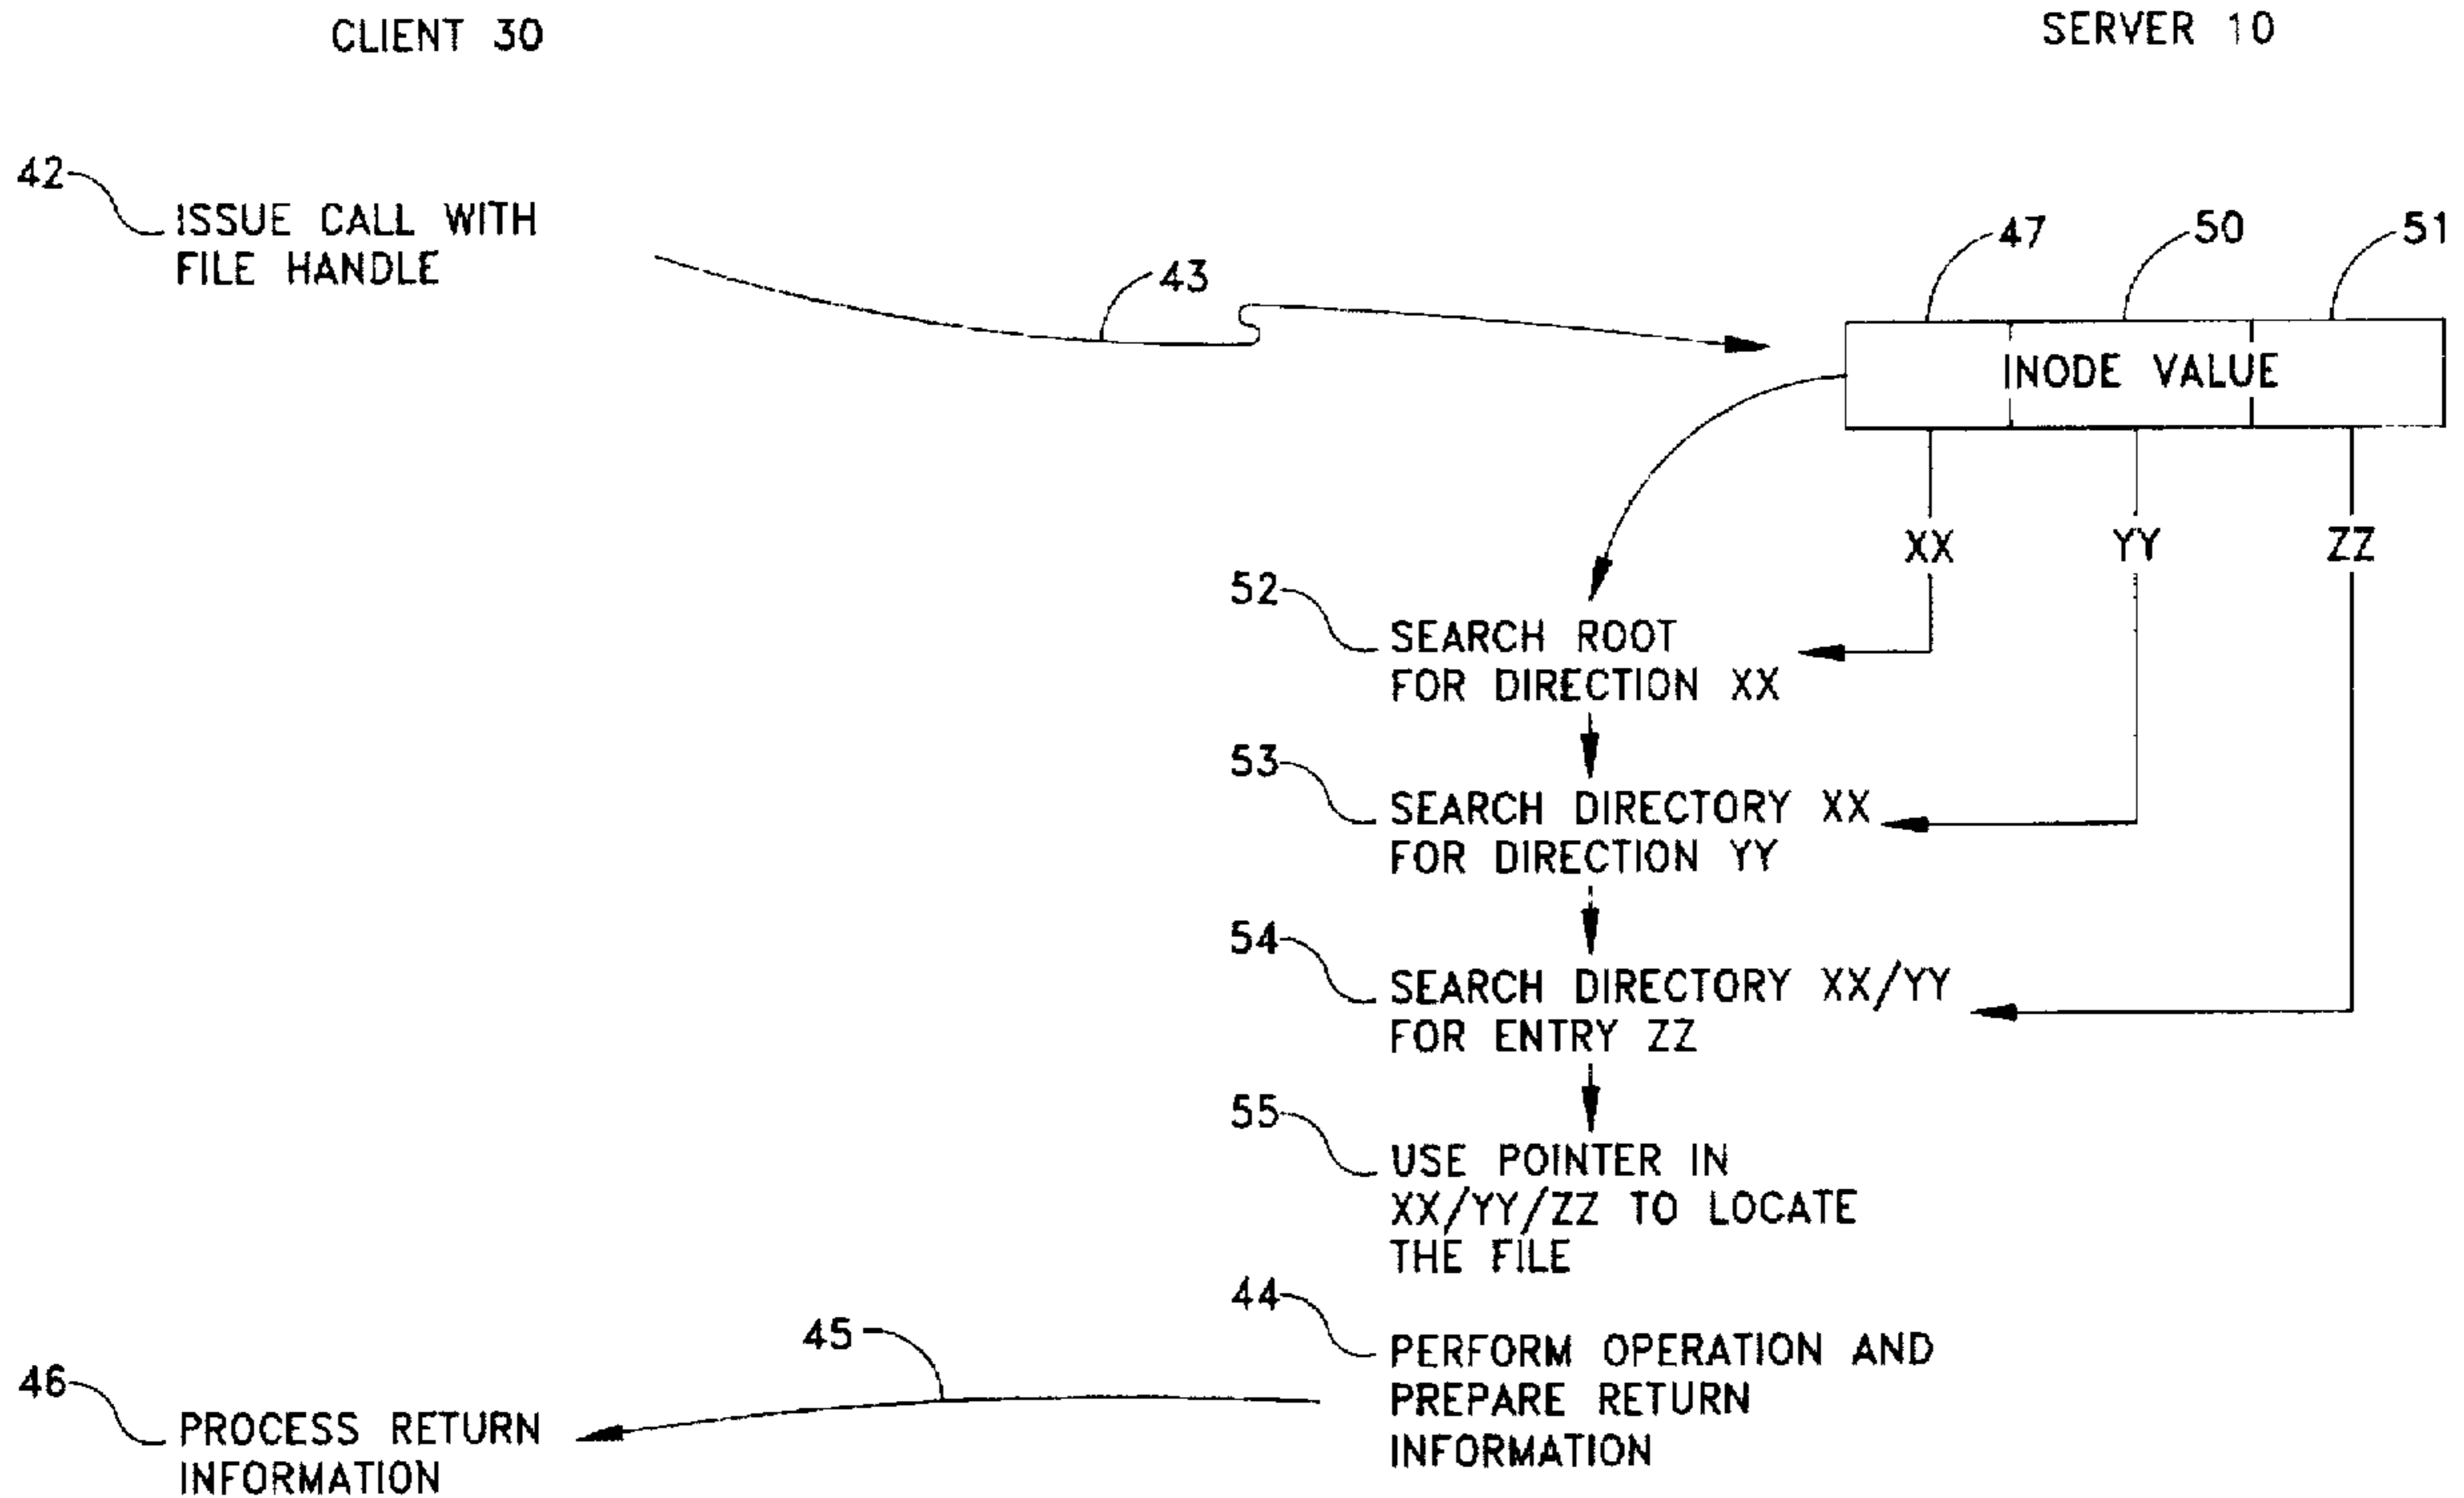 CLIENT 30
SERVER 10
42
ISSUE CALL WITH
FILE HANDLE
43
47
50
51
INODE VALUE
XX
YY
ZZ
52
SEARCH ROOT
FOR DIRECTION XX
53
SEARCH DIRECTORY XX
FOR DIRECTION YY
54
SEARCH DIRECTORY XX/YY
FOR ENTRY ZZ
55
USE POINTER IN
XX/YY/ZZ TO LOCATE
THE FILE
44
PERFORM OPERATION AND
PREPARE RETURN
INFORMATION
45
46
PROCESS RETURN
INFORMATION